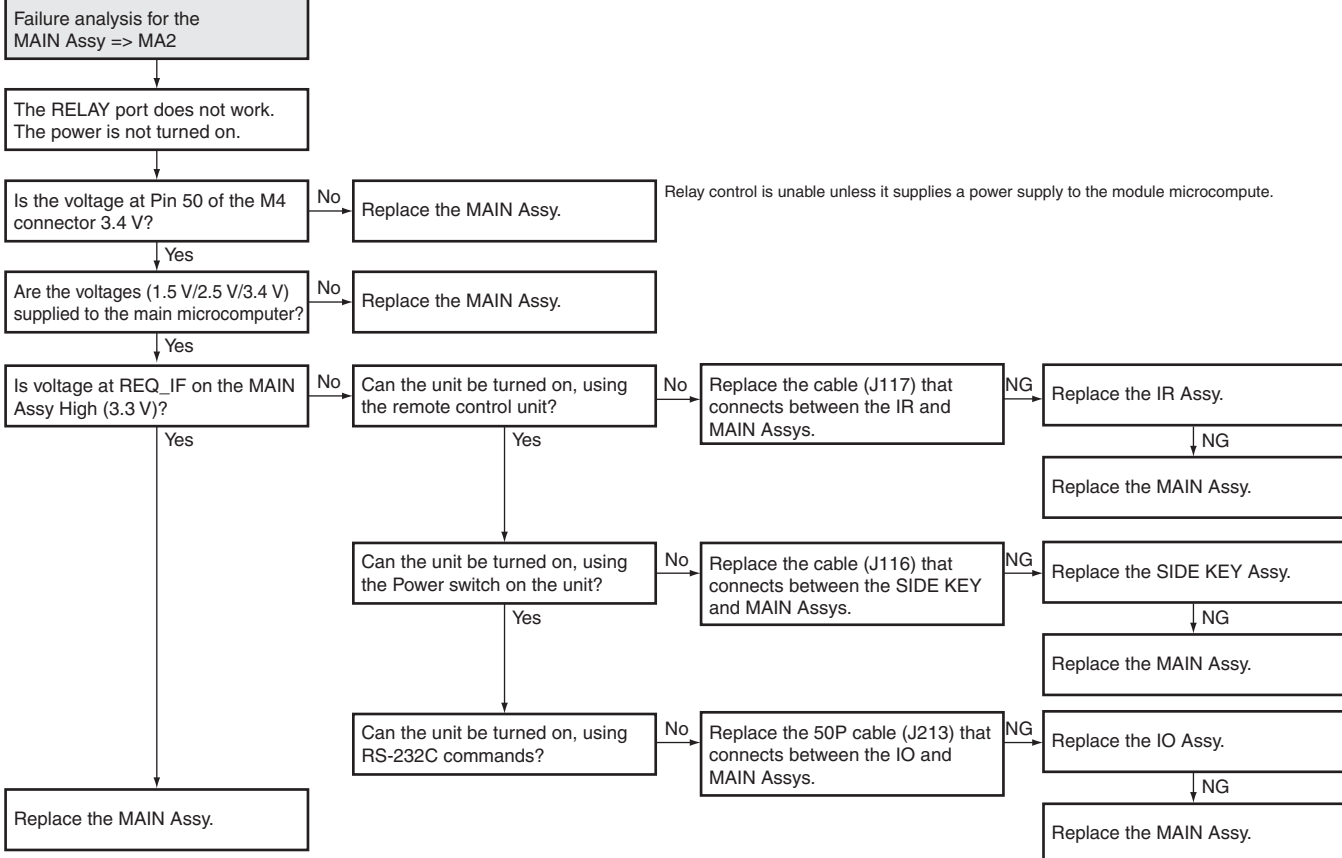 Failure analysis for the
MAIN Assy => MA2
The RELAY port does not work.
The power is not turned on.
Is the voltage at Pin 50 of the M4
connector 3.4 V?
No
Replace the MAIN Assy.
Relay control is unable unless it supplies a power supply to the module microcompute.
Yes
Are the voltages (1.5 V/2.5 V/3.4 V)
supplied to the main microcomputer?
No
Replace the MAIN Assy.
Yes
Is voltage at REQ_IF on the MAIN
Assy High (3.3 V)?
No
Can the unit be turned on, using
the remote control unit?
No
Replace the cable (J117) that
connects between the IR and
MAIN Assys.
NG
Replace the IR Assy.
NG
Replace the MAIN Assy.
Yes
Yes
Can the unit be turned on, using
the Power switch on the unit?
No
Replace the cable (J116) that
connects between the SIDE KEY
and MAIN Assys.
NG
Replace the SIDE KEY Assy.
NG
Replace the MAIN Assy.
Yes
Can the unit be turned on, using
RS-232C commands?
No
Replace the 50P cable (J213) that
connects between the IO and
MAIN Assys.
NG
Replace the IO Assy.
NG
Replace the MAIN Assy.
Replace the MAIN Assy.